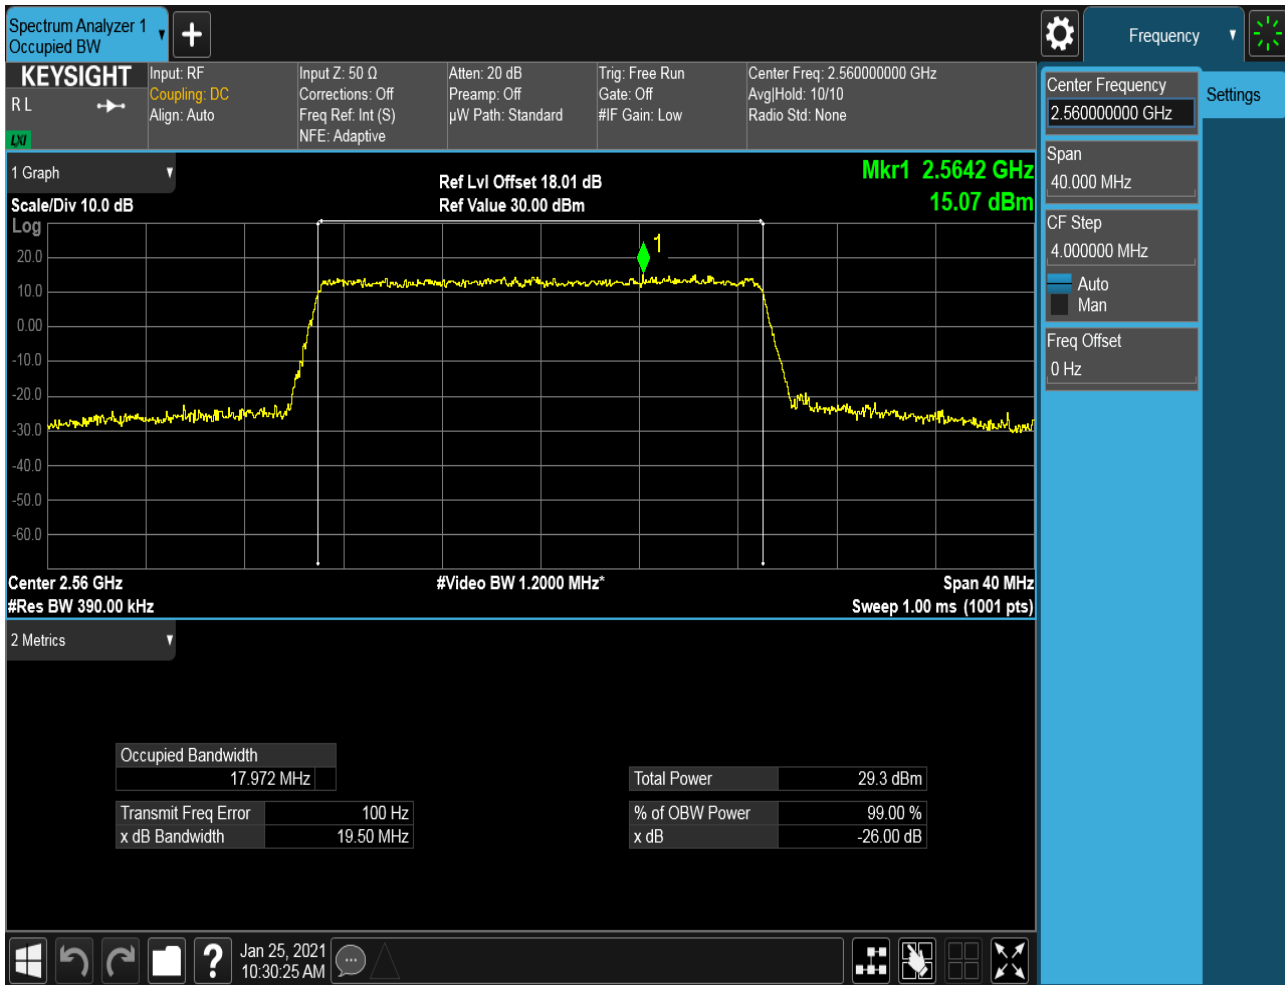 Spectrum Analyzer 1
Occupied BW
+
Frequency
KEYSIGHT
R L
LXI
Input: RF
Coupling: DC
Align: Auto
Input Z: 50 Ω
Corrections: Off
Freq Ref: Int (S)
NFE: Adaptive
Atten: 20 dB
Preamp: Off
µW Path: Standard
Trig: Free Run
Gate: Off
#IF Gain: Low
Center Freq: 2.560000000 GHz
Avg|Hold: 10/10
Radio Std: None
Center Frequency
2.560000000 GHz
Settings
Span
40.000 MHz
CF Step
4.000000 MHz
Auto
Man
Freq Offset
0 Hz
1 Graph
Scale/Div 10.0 dB
Ref Lvl Offset 18.01 dB
Ref Value 30.00 dBm
Mkr1 2.5642 GHz
15.07 dBm
Log
1
20.0
10.0
0.00
-10.0
-20.0
-30.0
-40.0
-50.0
-60.0
Center 2.56 GHz
#Video BW 1.2000 MHz*
Span 40 MHz
#Res BW 390.00 kHz
Sweep 1.00 ms (1001 pts)
2 Metrics
Occupied Bandwidth
17.972 MHz
Total Power 29.3 dBm
Transmit Freq Error 100 Hz
% of OBW Power 99.00 %
x dB Bandwidth 19.50 MHz
x dB -26.00 dB
?
Jan 25, 2021
10:30:25 AM